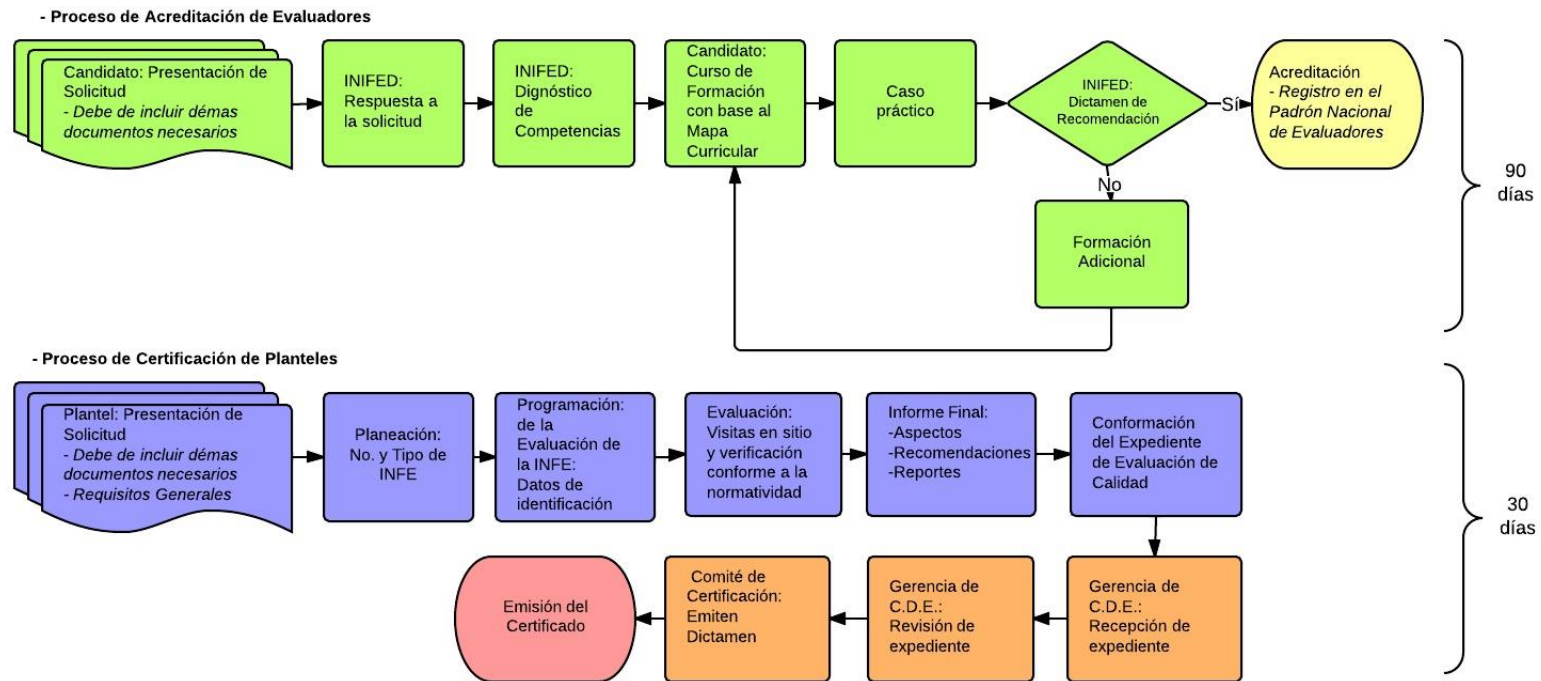 - Proceso de Acreditación de Evaluadores
Candidato: Presentación de
Solicitud
- Debe de incluir démas
documentos necesarios
INIFED:
Respuesta a
la solicitud
INIFED:
Dignóstico
de
Competencias
Candidato:
Curso de
Formación
con base al
Mapa
Curricular
Caso
práctico
INIFED:
Dictamen de
Recomendación
Sí
Acreditación
- Registro en el
Padrón Nacional
de Evaluadores
No
Formación
Adicional
90
días
- Proceso de Certificación de Planteles
Plantel: Presentación de
Solicitud
- Debe de incluir démas
documentos necesarios
- Requisitos Generales
Planeación:
No. y Tipo de
INFE
Programación:
de la
Evaluación de
la INFE:
Datos de
identificación
Evaluación:
Visitas en sitio
y verificación
conforme a la
normatividad
Informe Final:
-Aspectos
-Recomendaciones
-Reportes
Conformación
del Expediente
de Evaluación de
Calidad
Gerencia de
C.D.E.:
Recepción de
expediente
Gerencia de
C.D.E.:
Revisión de
expediente
Comité de
Certificación:
Emiten
Dictamen
Emisión del
Certificado
30
días